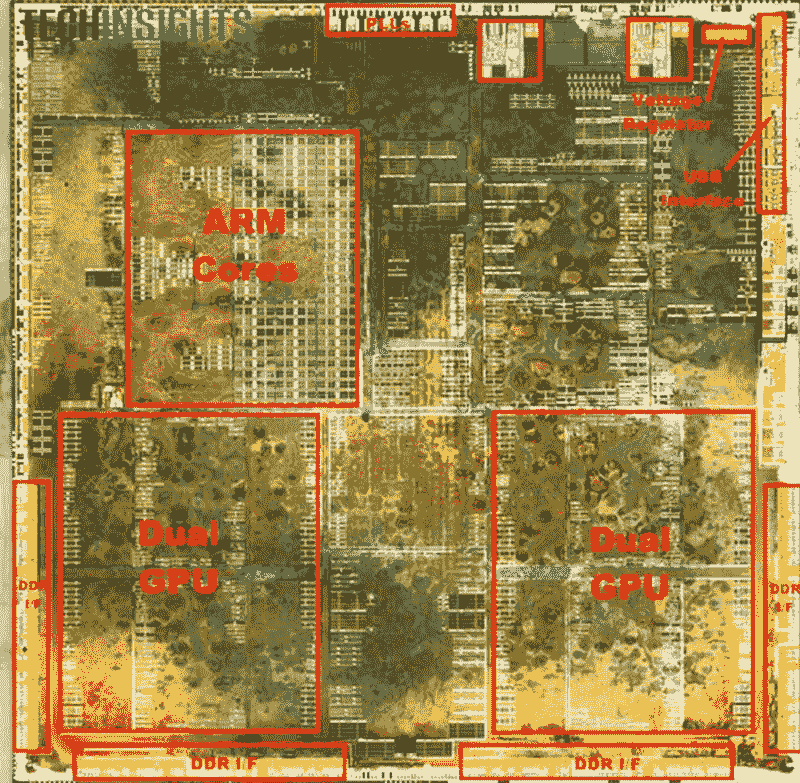 TECHINSIGHTS
PLLs
Voltage
Regulator
USB
Interface
ARM
Cores
Dual
GPU
Dual
GPU
DDR
I/F
DDR
I/F
DDR I/F
DDR I/F